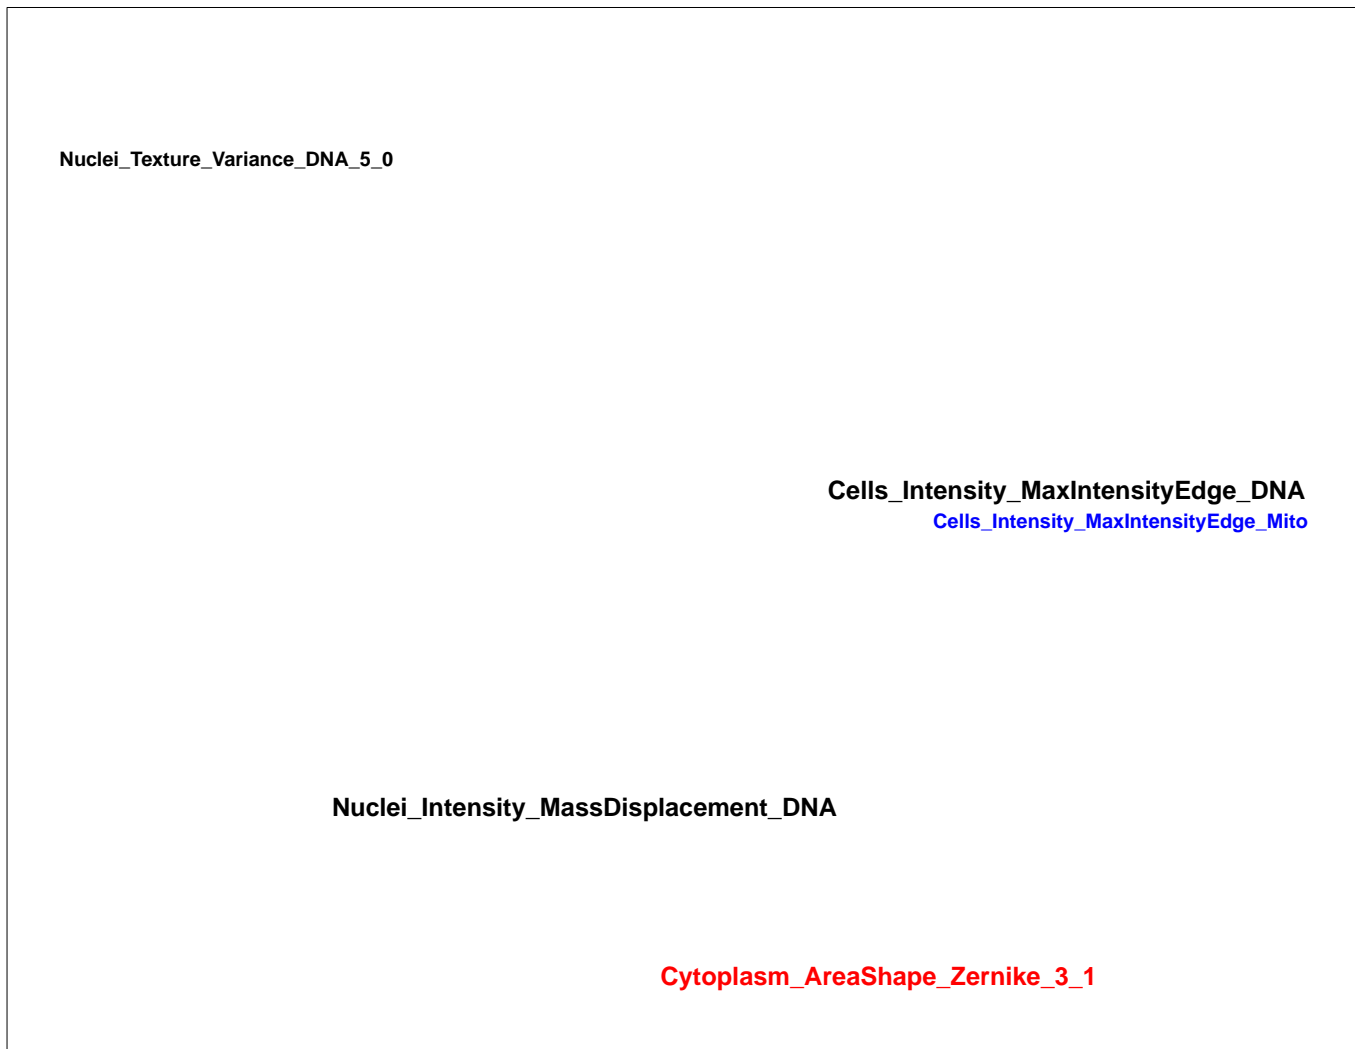 Nuclei_Texture_Variance_DNA_5_0
Cells_Intensity_MaxIntensityEdge_DNA
Cells_Intensity_MaxIntensityEdge_Mito
Nuclei_Intensity_MassDisplacement_DNA
Cytoplasm_AreaShape_Zernike_3_1